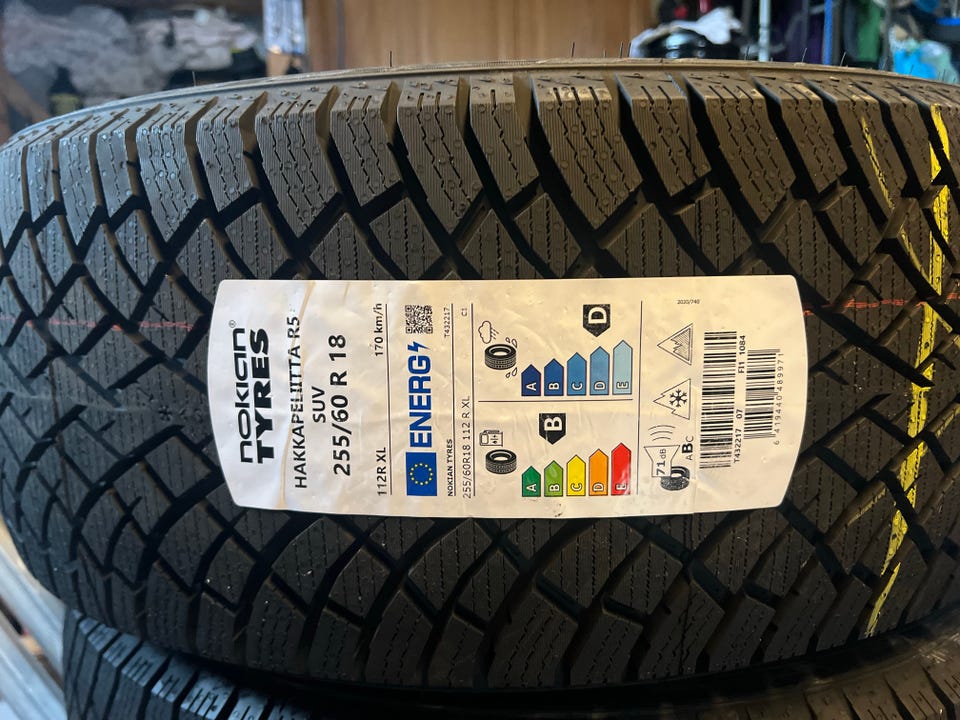 nokian®
TYRES
HAKKAPELIITTA R5
SUV
255/60 R 18
112R XL
170 km/h
ENERG
T432217
NOKIAN TYRES
255/60R18 112 R XL
C1
D
A
B
C
D
E
B
A
B
C
D
E
2020/740
71 dB
ABC
T432217 07
FI1 1084
6 419440 489971